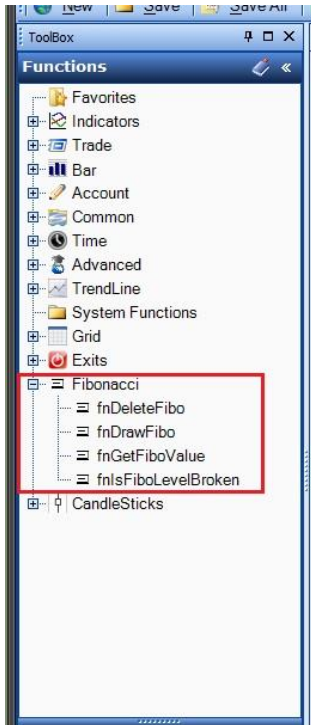 New Save Save All
ToolBox
Functions
Favorites
Indicators
Trade
Bar
Account
Common
Time
Advanced
TrendLine
System Functions
Grid
Exits
Fibonacci
fnDeleteFibo
fnDrawFibo
fnGetFiboValue
fnIsFiboLevelBroken
CandleSticks